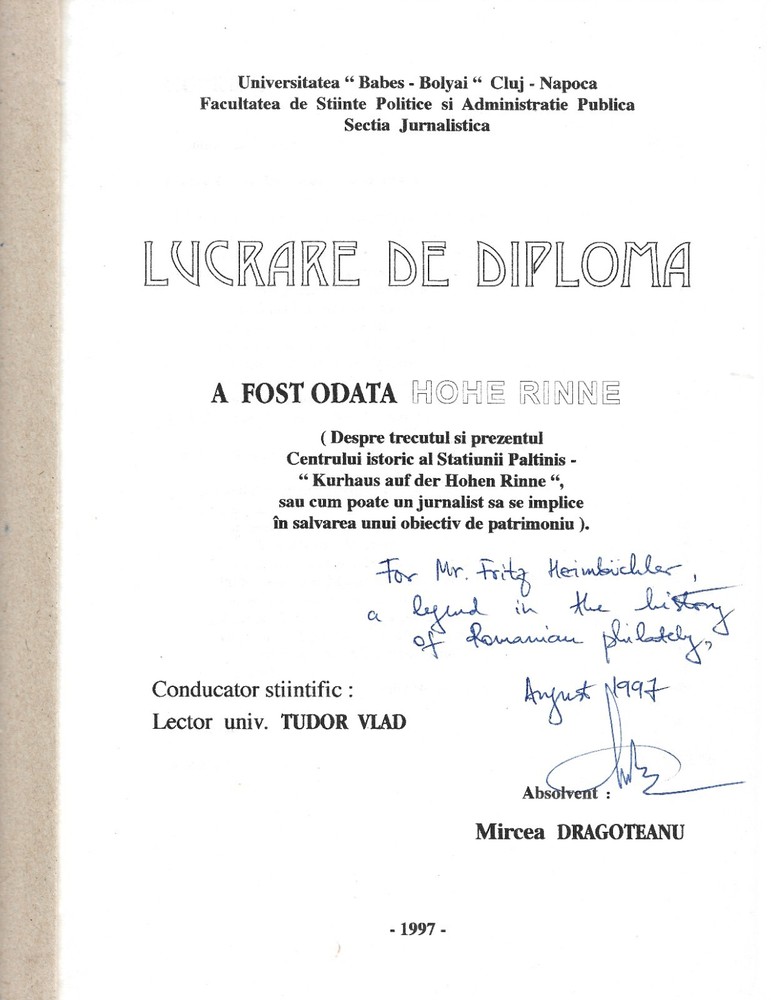 Universitatea “ Babes - Bolyai “ Cluj - Napoca
Facultatea de Stiinte Politice si Administratie Publica
Sectia Jurnalistica
LUCRARE DE DIPLOMA
A FOST ODATA HOHE RINNE
( Despre trecutul si prezentul
Centrului istoric al Statiunii Paltinis -
“ Kurhaus auf der Hohen Rinne “,
sau cum poate un jurnalist sa se implice
în salvarea unui obiectiv de patrimoniu ).
For Mr. Fritz Heimbüchler,
a legend in the history
of Romanian philately,
August 1997
Conducator stiintific :
Lector univ. TUDOR VLAD
Absolvent :
Mircea DRAGOTEANU
- 1997 -